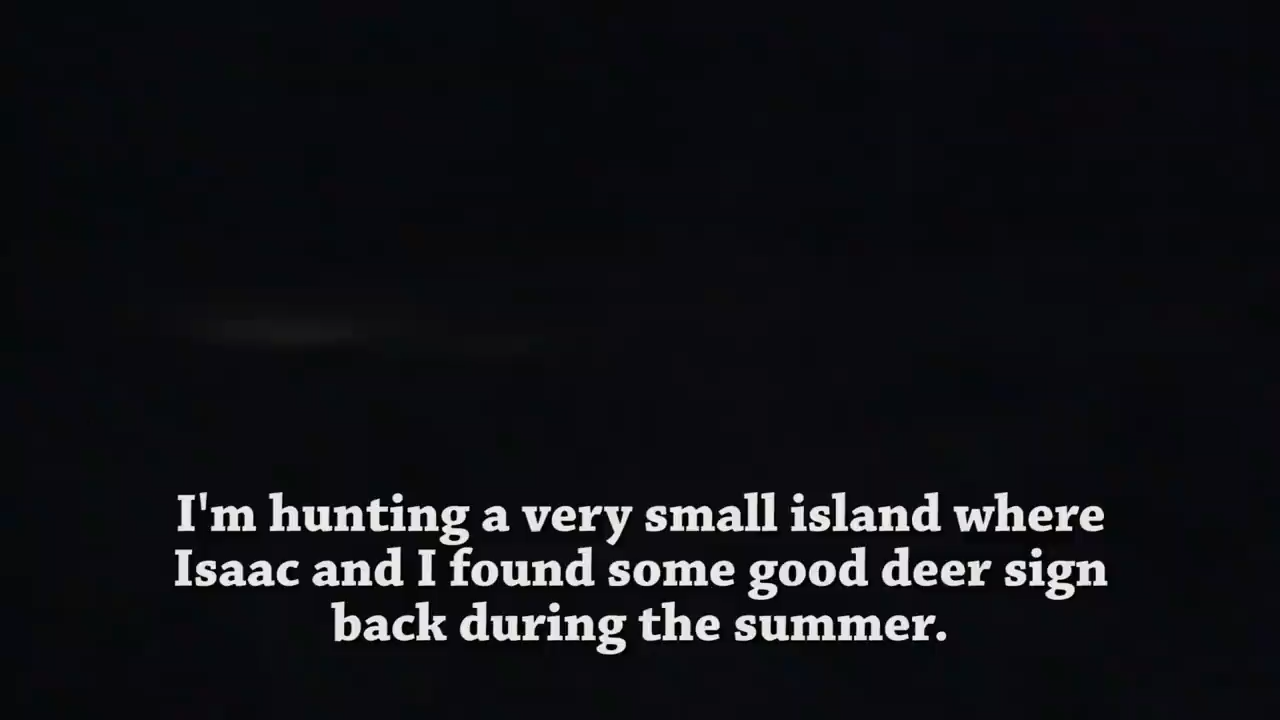 I'm hunting a very small island where
Isaac and I found some good deer sign
back during the summer.